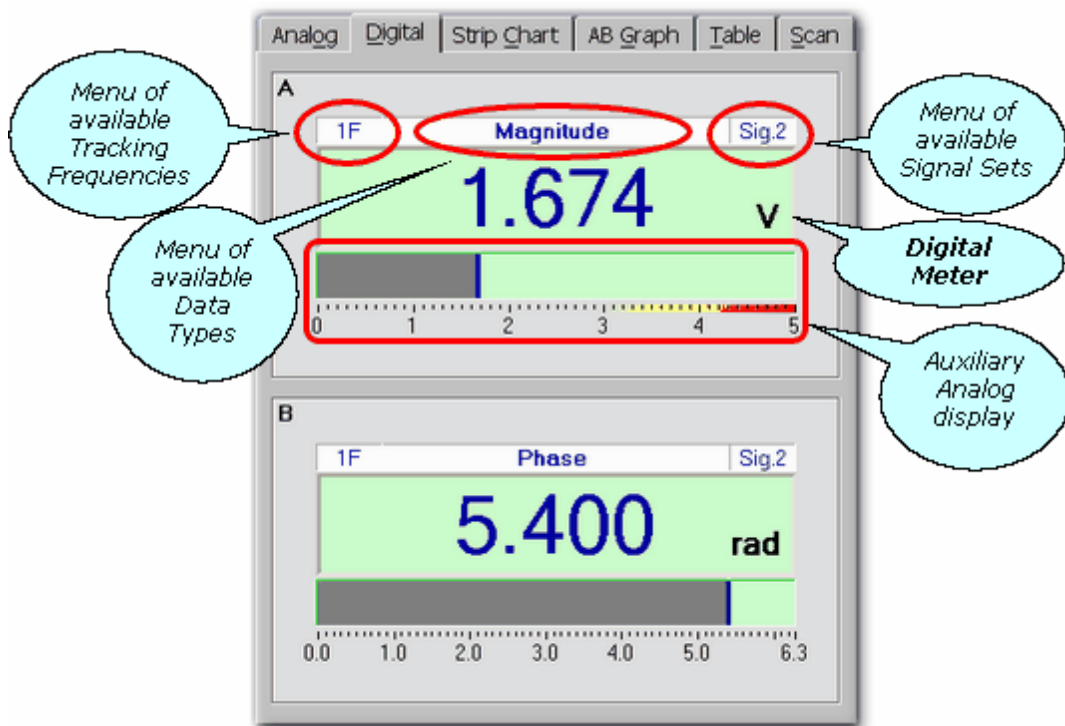 Analog Digital Strip Chart AB Graph Table Scan
A
Menu of
available
Tracking
Frequencies
1F Magnitude Sig.2
Menu of
available
Signal Sets
1.674 V
Digital
Meter
Menu of
available
Data
Types
0 1 2 3 4 5
Auxiliary
Analog
display
B
1F Phase Sig.2
5.400 rad
0.0 1.0 2.0 3.0 4.0 5.0 6.3